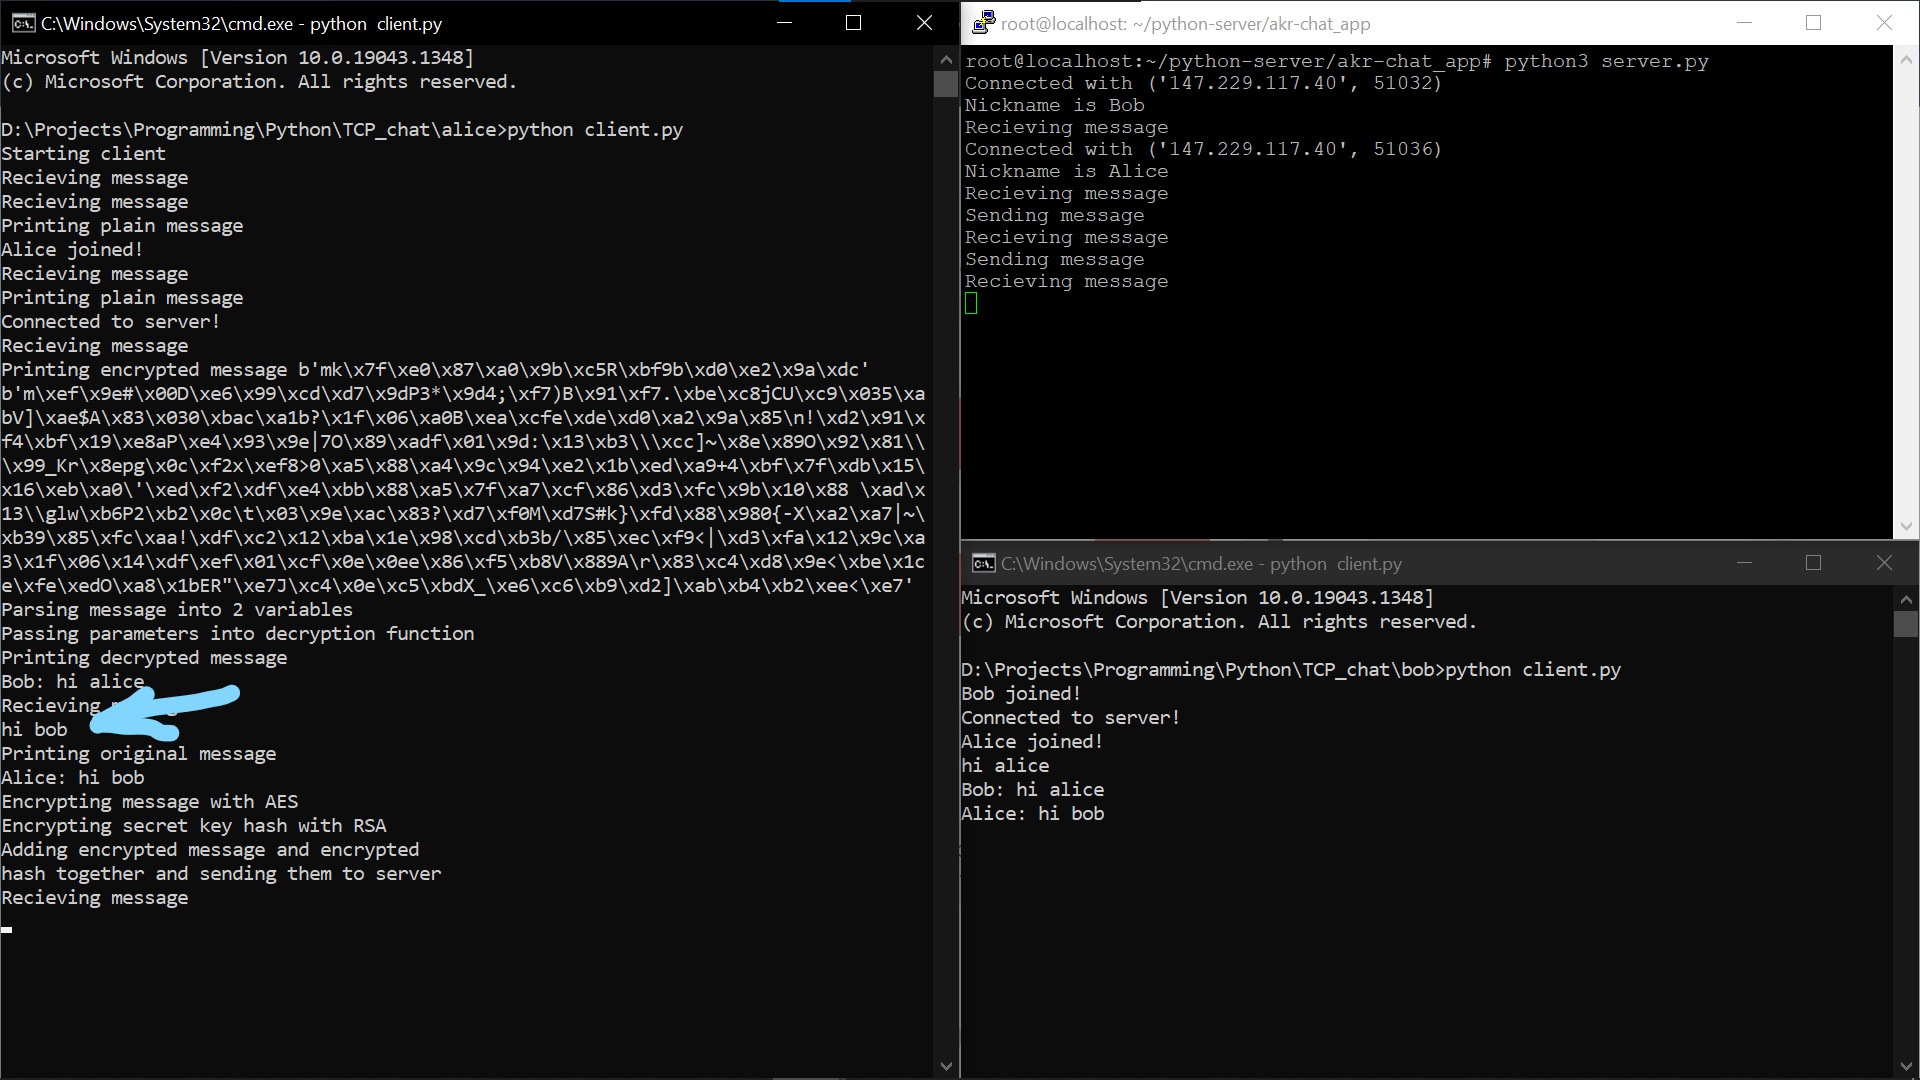 C:\Windows\System32\cmd.exe - python  client.py
Microsoft Windows [Version 10.0.19043.1348]
(c) Microsoft Corporation. All rights reserved.
D:\Projects\Programming\Python\TCP_chat\alice>python client.py
Starting client
Recieving message
Recieving message
Printing plain message
Alice joined!
Recieving message
Printing plain message
Connected to server!
Recieving message
Printing encrypted message b'mk\x7f\xe0\x87\xa0\x9b\xc5R\xbf9b\xd0\xe2\x9a\xdc'
b'm\xef\x9e#\x00D\xe6\x99\xcd\xd7\x9dP3*\x9d4;\xf7)B\x91\xf7.\xbe\xc8jCU\xc9\x035\xa
bV]\xae$A\x83\x030\xbac\xa1b?\x1f\x06\xa0B\xea\xcfe\xde\xd0\xa2\x9a\x85\n!\xd2\x91\x
f4\xbf\x19\xe8aP\xe4\x93\x9e|7O\x89\xadf\x01\x9d:\x13\xb3\\\xcc]~\x8e\x89O\x92\x81\\
\x99_Kr\x8epg\x0c\xf2x\xef8>0\xa5\x88\xa4\x9c\x94\xe2\x1b\xed\xa9+4\xbf\x7f\xdb\x15\
x16\xeb\xa0\'\xed\xf2\xdf\xe4\xbb\x88\xa5\x7f\xa7\xcf\x86\xd3\xfc\x9b\x10\x88 \xad\x
13\\glw\xb6P2\xb2\x0c\t\x03\x9e\xac\x83?\xd7\xf0M\xd7S#k}\xfd\x88\x980{-X\xa2\xa7|~\
xb39\x85\xfc\xaa!\xdf\xc2\x12\xba\x1e\x98\xcd\xb3b/\x85\xec\xf9<|\xd3\xfa\x12\x9c\xa
3\x1f\x06\x14\xdf\xef\x01\xcf\x0e\x0ee\x86\xf5\xb8V\x889A\r\x83\xc4\xd8\x9e<\xbe\x1c
e\xfe\xedO\xa8\x1bER"\xe7J\xc4\x0e\xc5\xbdX_\xe6\xc6\xb9\xd2]\xab\xb4\xb2\xee<\xe7'
Parsing message into 2 variables
Passing parameters into decryption function
Printing decrypted message
Bob: hi alice
Recieving
hi bob
Printing original message
Alice: hi bob
Encrypting message with AES
Encrypting secret key hash with RSA
Adding encrypted message and encrypted
hash together and sending them to server
Recieving message
root@localhost: ~/python-server/akr-chat_app
root@localhost:~/python-server/akr-chat_app# python3 server.py
Connected with ('147.229.117.40', 51032)
Nickname is Bob
Recieving message
Connected with ('147.229.117.40', 51036)
Nickname is Alice
Recieving message
Sending message
Recieving message
Sending message
Recieving message
C:\Windows\System32\cmd.exe - python  client.py
Microsoft Windows [Version 10.0.19043.1348]
(c) Microsoft Corporation. All rights reserved.
D:\Projects\Programming\Python\TCP_chat\bob>python client.py
Bob joined!
Connected to server!
Alice joined!
hi alice
Bob: hi alice
Alice: hi bob